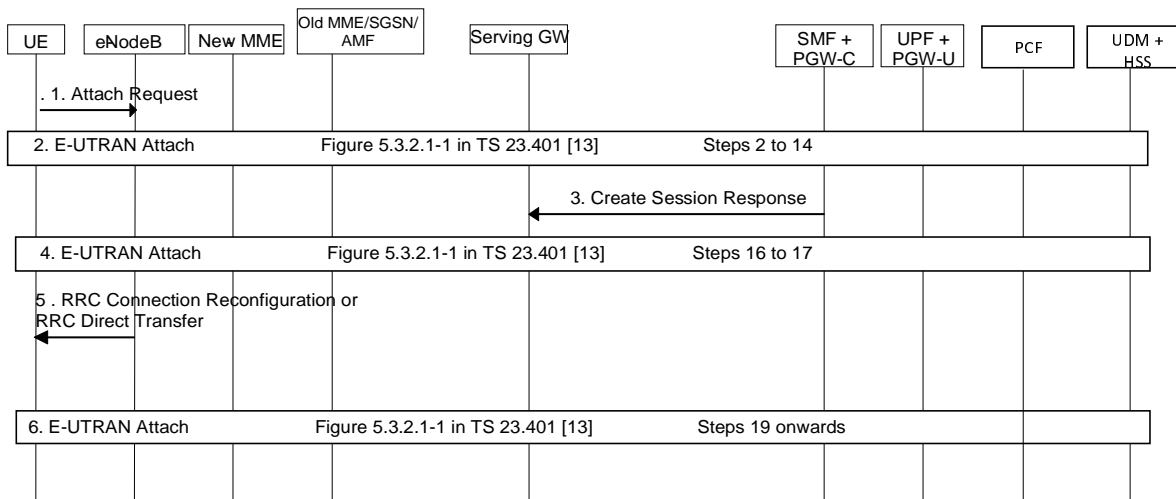 UE
eNodeB
New MME
Old MME/SGSN/
AMF
Serving GW
SMF +
PGW-C
UPF +
PGW-U
PCF
UDM +
HSS
. 1. Attach Request
2. E-UTRAN Attach Figure 5.3.2.1-1 in TS 23.401 [13] Steps 2 to 14
3. Create Session Response
4. E-UTRAN Attach Figure 5.3.2.1-1 in TS 23.401 [13] Steps 16 to 17
5 . RRC Connection Reconfiguration or
RRC Direct Transfer
6. E-UTRAN Attach Figure 5.3.2.1-1 in TS 23.401 [13] Steps 19 onwards